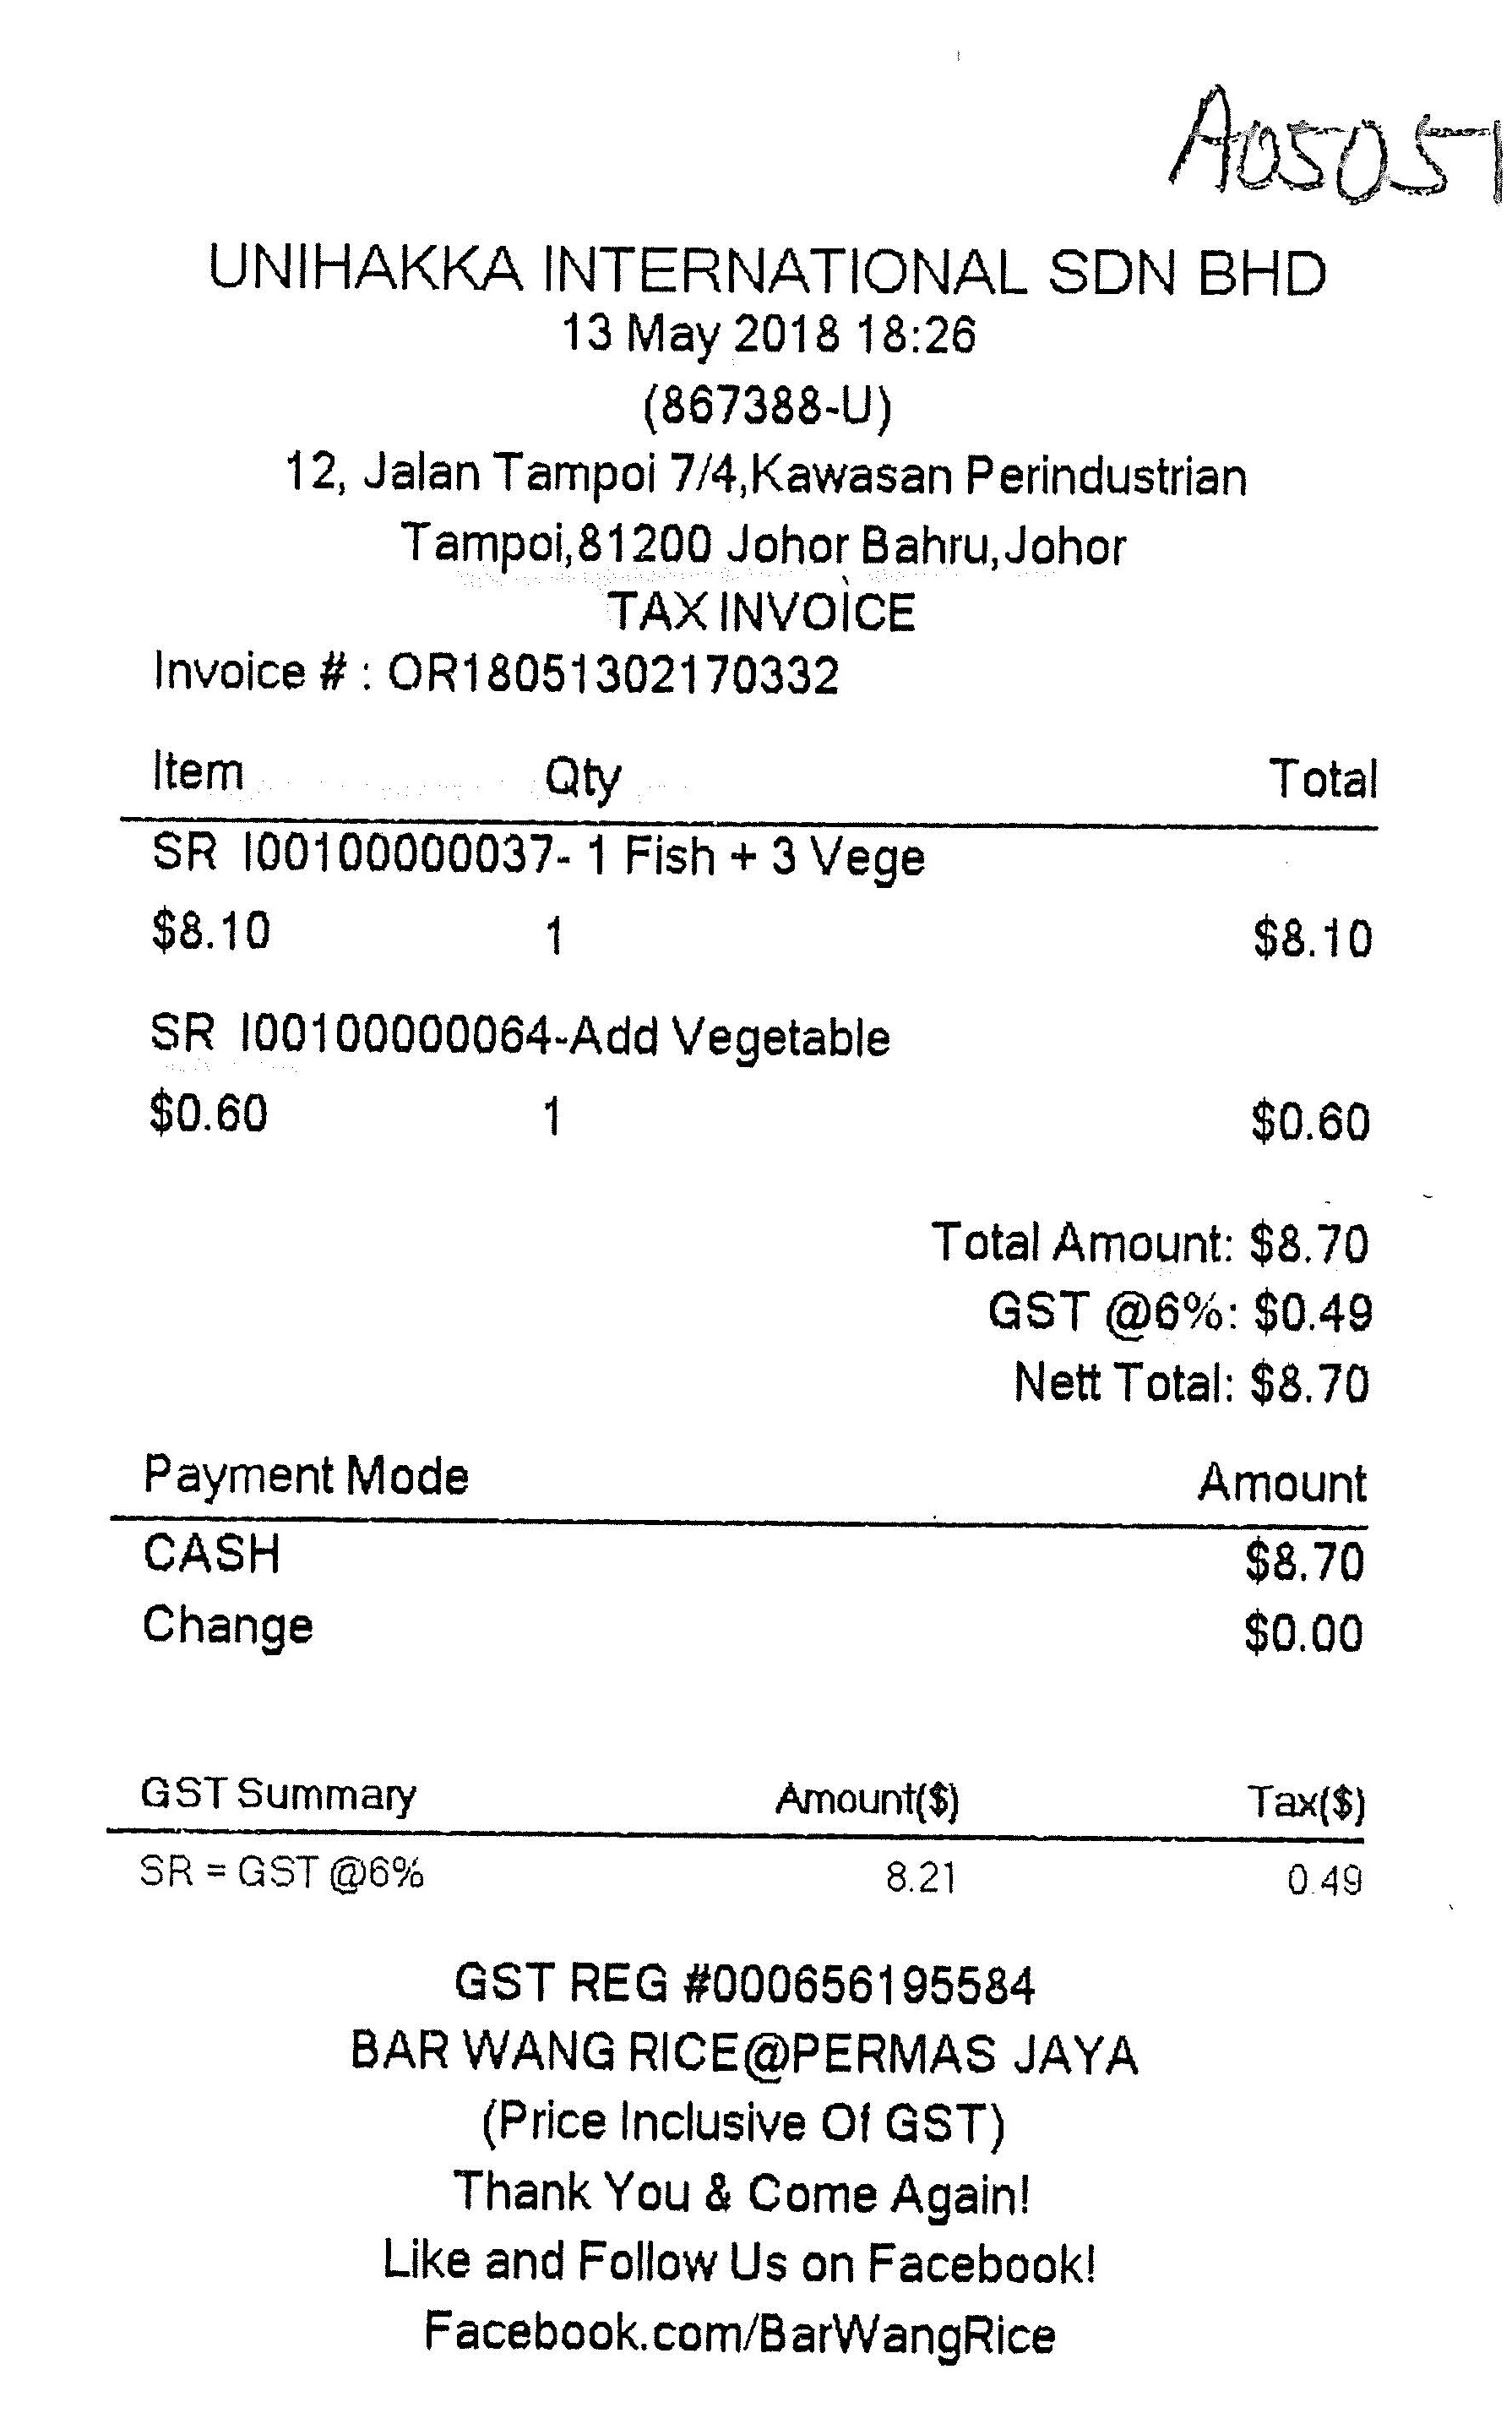 A05051
UNIHAKKA INTERNATIONAL SDN BHD
13 May 2018 18:26
(867388-U)
12, Jalan Tampoi 7/4,Kawasan Perindustrian
Tampoi,81200 Johor Bahru,Johor
TAX INVOICE
Invoice # : OR18051302170332
Item Qty Total
SR I00100000037- 1 Fish + 3 Vege
$8.10 1 $8.10
SR I00100000064-Add Vegetable
$0.60 1 $0.60
Total Amount: $8.70
GST @6%: $0.49
Nett Total: $8.70
Payment Mode Amount
CASH $8.70
Change $0.00
GST Summary Amount($) Tax($)
SR = GST @6% 8.21 0.49
GST REG #000656195584
BAR WANG RICE@PERMAS JAYA
(Price Inclusive Of GST)
Thank You & Come Again!
Like and Follow Us on Facebook!
Facebook.com/BarWangRice